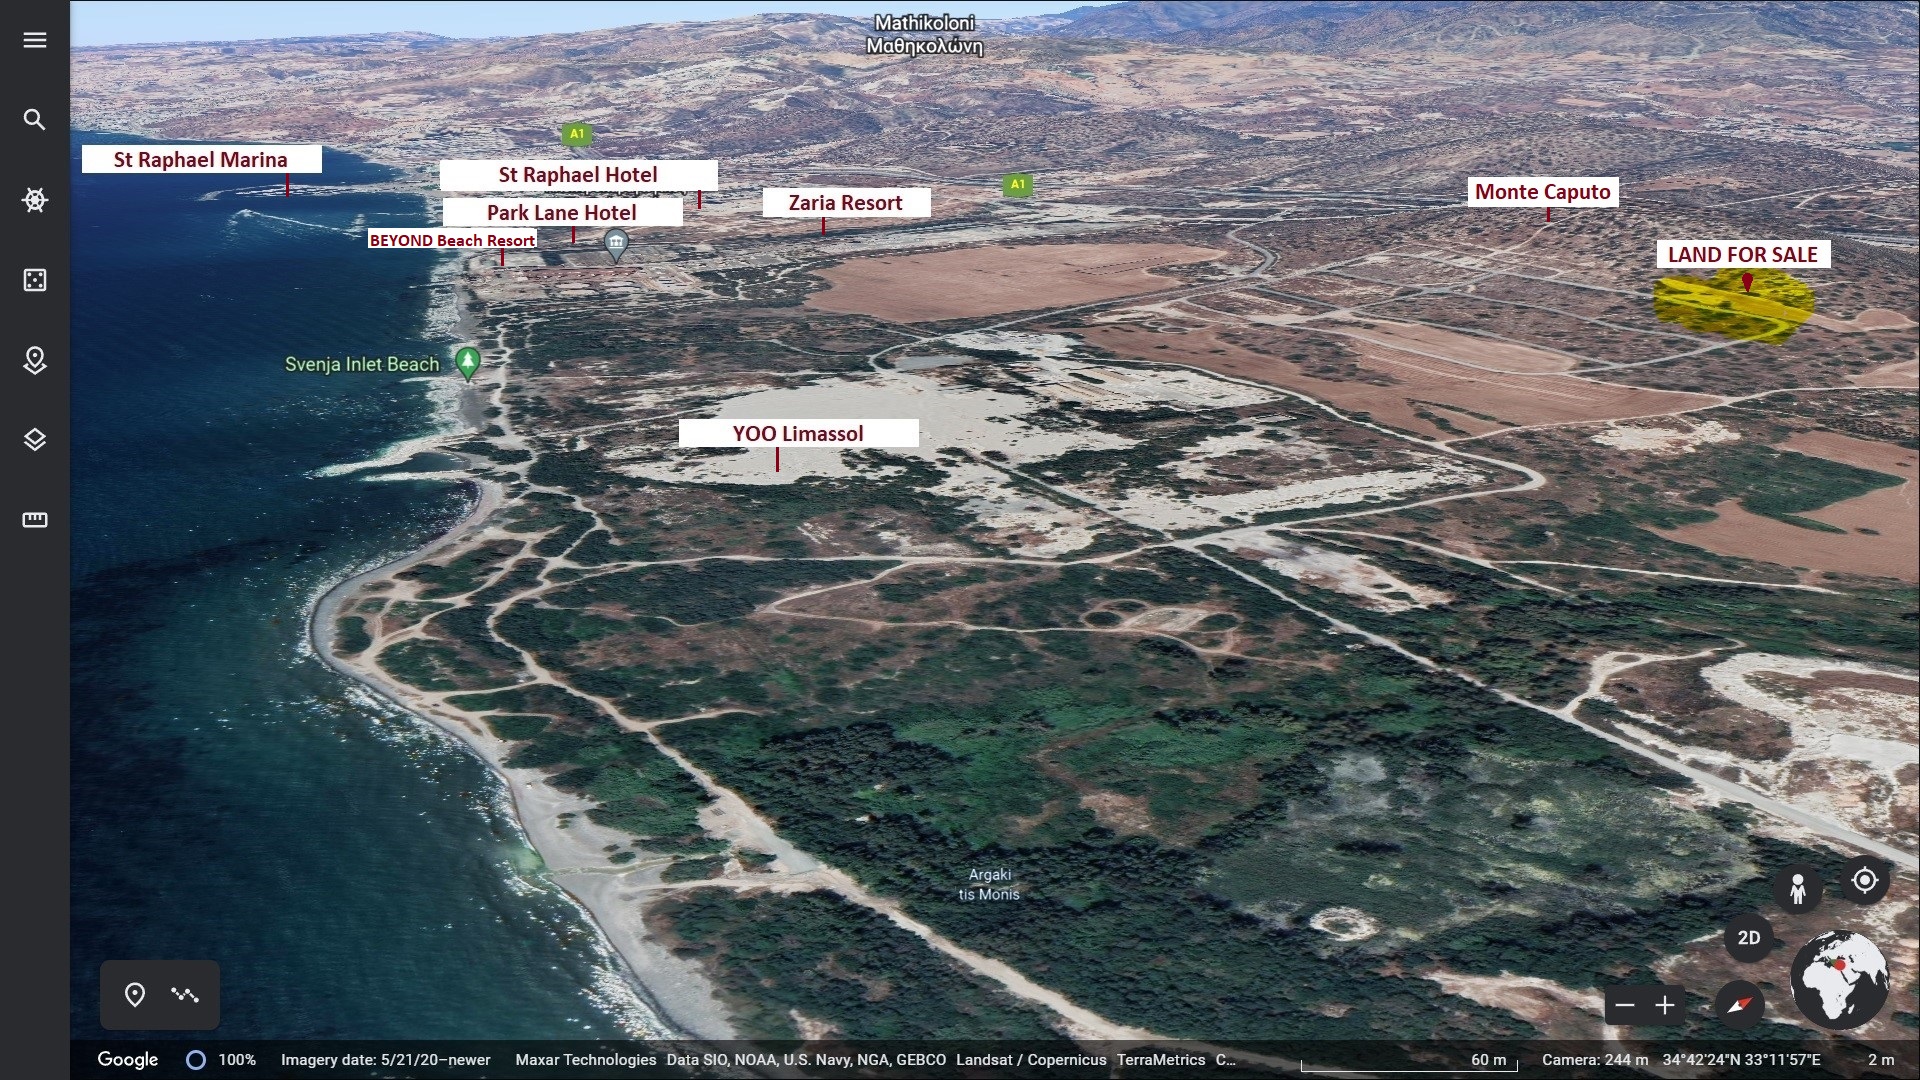 Mathikoloni
Μαθηκολώνη
A1
St Raphael Marina
St Raphael Hotel
A1
Zaria Resort
Monte Caputo
Park Lane Hotel
BEYOND Beach Resort
LAND FOR SALE
Svenja Inlet Beach
YOO Limassol
Argaki
tis Monis
2D
Google 100% Imagery date: 5/21/20–newer Maxar Technologies Data SIO, NOAA, U.S. Navy, NGA, GEBCO Landsat / Copernicus TerraMetrics C... 60 m Camera: 244 m 34°42'24"N 33°11'57"E 2 m